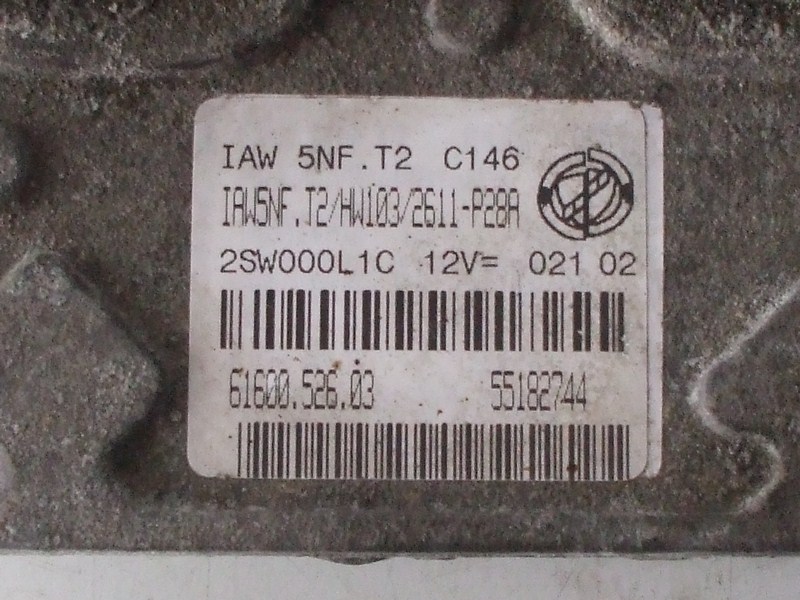 IAW 5NF.T2 C146
IAW5NF.T2/HW103/2611-P28A
2SW000L1C 12V= 021 02
61600.526.03 55182744